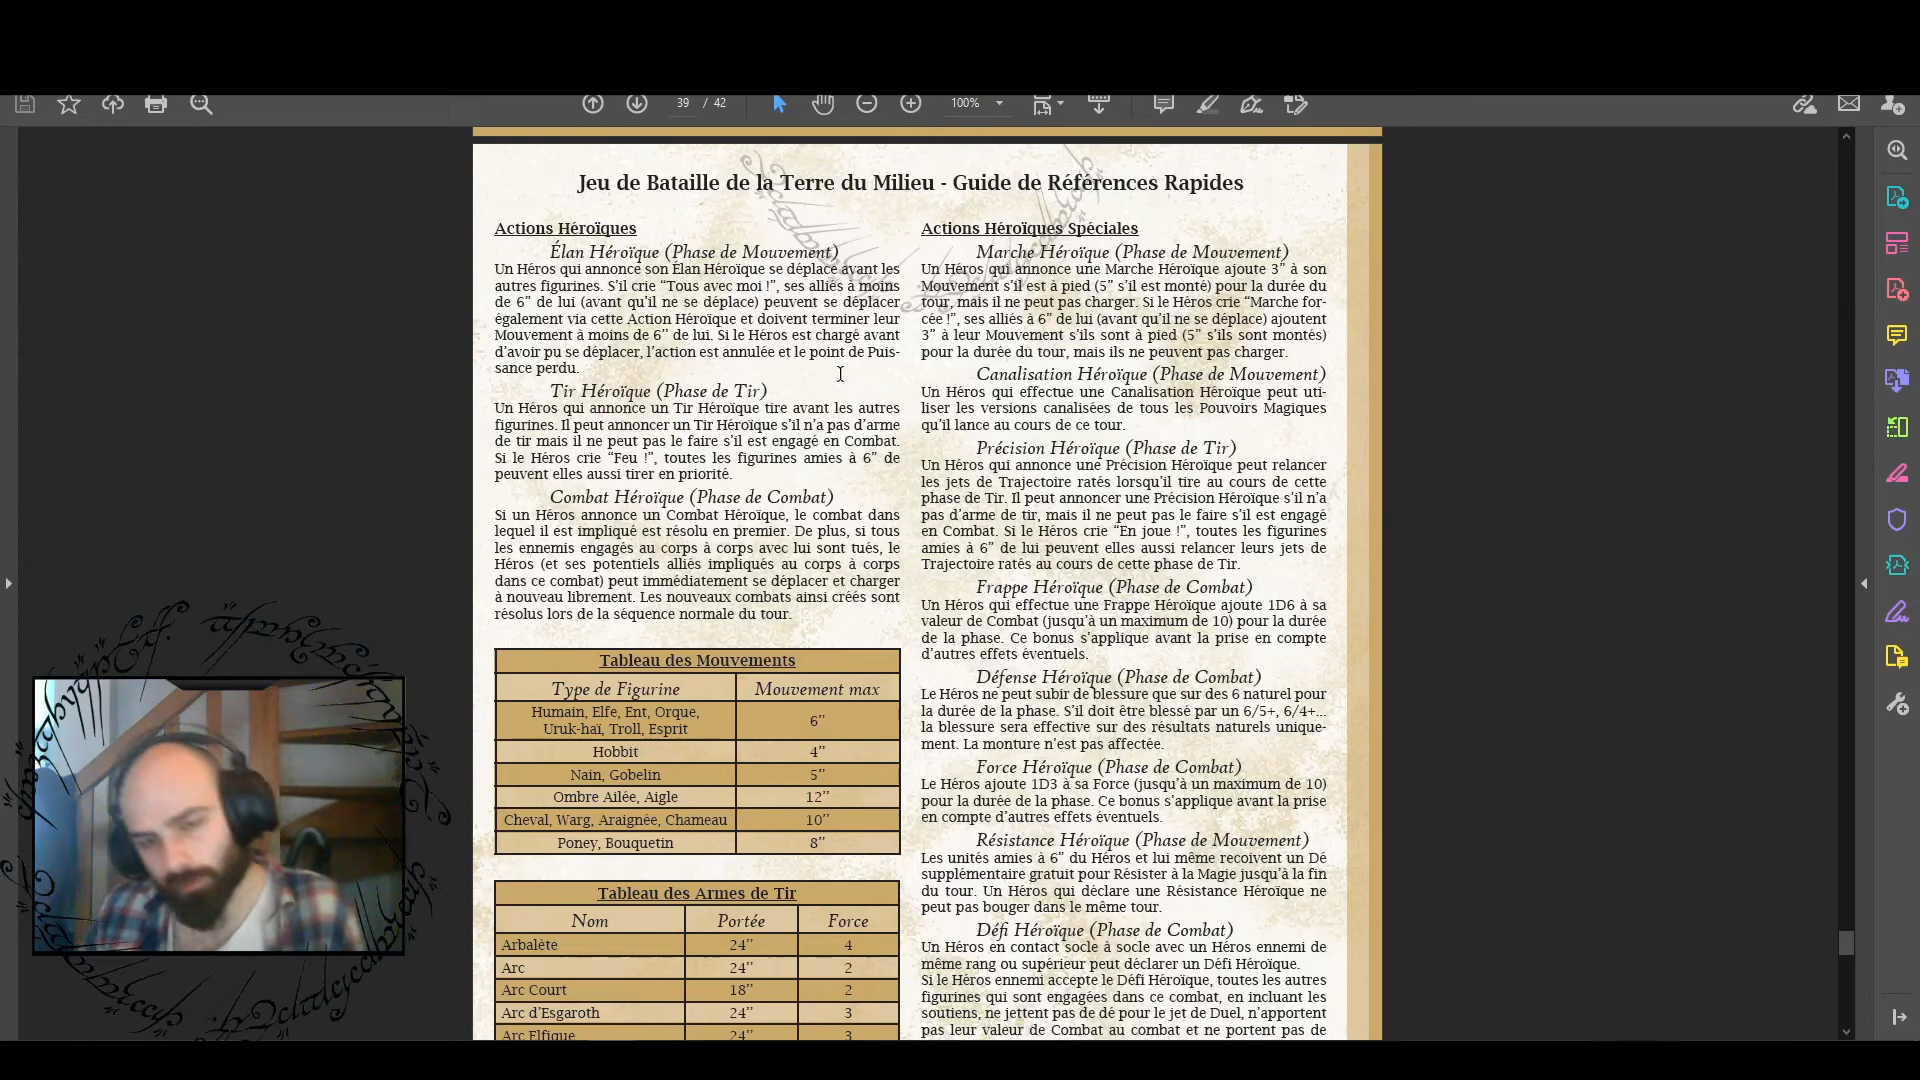 39 / 42
100%
Jeu de Bataille de la Terre du Milieu - Guide de Références Rapides
Actions Héroïques
Élan Héroïque (Phase de Mouvement)
Un Héros qui annonce son Élan Héroïque se déplace avant les
autres figurines. S’il crie “Tous avec moi !”, ses alliés à moins
de 6” de lui (avant qu’il ne se déplace) peuvent se déplacer
également via cette Action Héroïque et doivent terminer leur
Mouvement à moins de 6” de lui. Si le Héros est chargé avant
d’avoir pu se déplacer, l’action est annulée et le point de Puis-
sance perdu.
Tir Héroïque (Phase de Tir)
Un Héros qui annonce un Tir Héroïque tire avant les autres
figurines. Il peut annoncer un Tir Héroïque s’il n’a pas d’arme
de tir mais il ne peut pas le faire s’il est engagé en Combat.
Si le Héros crie “Feu !”, toutes les figurines amies à 6” de
peuvent elles aussi tirer en priorité.
Combat Héroïque (Phase de Combat)
Si un Héros annonce un Combat Héroïque, le combat dans
lequel il est impliqué est résolu en premier. De plus, si tous
les ennemis engagés au corps à corps avec lui sont tués, le
Héros (et ses potentiels alliés impliqués au corps à corps
dans ce combat) peut immédiatement se déplacer et charger
à nouveau librement. Les nouveaux combats ainsi créés sont
résolus lors de la séquence normale du tour.
Tableau des Mouvements
Type de Figurine Mouvement max
Humain, Elfe, Ent, Orque,
Uruk-haï, Troll, Esprit 6”
Hobbit 4”
Nain, Gobelin 5”
Ombre Ailée, Aigle 12”
Cheval, Warg, Araignée, Chameau 10”
Poney, Bouquetin 8”
Tableau des Armes de Tir
Nom Portée Force
Arbalète 24” 4
Arc 24” 2
Arc Court 18” 2
Arc d’Esgaroth 24” 3
Arc Elfique 24” 3
Actions Héroïques Spéciales
Marche Héroïque (Phase de Mouvement)
Un Héros qui annonce une Marche Héroïque ajoute 3” à son
Mouvement s’il est à pied (5” s’il est monté) pour la durée du
tour, mais il ne peut pas charger. Si le Héros crie “Marche for-
cée !”, ses alliés à 6” de lui (avant qu’il ne se déplace) ajoutent
3” à leur Mouvement s’ils sont à pied (5” s’ils sont montés)
pour la durée du tour, mais ils ne peuvent pas charger.
Canalisation Héroïque (Phase de Mouvement)
Un Héros qui effectue une Canalisation Héroïque peut uti-
liser les versions canalisées de tous les Pouvoirs Magiques
qu’il lance au cours de ce tour.
Précision Héroïque (Phase de Tir)
Un Héros qui annonce une Précision Héroïque peut relancer
les jets de Trajectoire ratés lorsqu’il tire au cours de cette
phase de Tir. Il peut annoncer une Précision Héroïque s’il n’a
pas d’arme de tir, mais il ne peut pas le faire s’il est engagé
en Combat. Si le Héros crie “En joue !”, toutes les figurines
amies à 6” de lui peuvent elles aussi relancer leurs jets de
Trajectoire ratés au cours de cette phase de Tir.
Frappe Héroïque (Phase de Combat)
Un Héros qui effectue une Frappe Héroïque ajoute 1D6 à sa
valeur de Combat (jusqu’à un maximum de 10) pour la durée
de la phase. Ce bonus s’applique avant la prise en compte
d’autres effets éventuels.
Défense Héroïque (Phase de Combat)
Le Héros ne peut subir de blessure que sur des 6 naturel pour
la durée de la phase. S’il doit être blessé par un 6/5+, 6/4+...
la blessure sera effective sur des résultats naturels unique-
ment. La monture n’est pas affectée.
Force Héroïque (Phase de Combat)
Le Héros ajoute 1D3 à sa Force (jusqu’à un maximum de 10)
pour la durée de la phase. Ce bonus s’applique avant la prise
en compte d’autres effets éventuels.
Résistance Héroïque (Phase de Mouvement)
Les unités amies à 6” du Héros et lui même recoivent un Dé
supplémentaire gratuit pour Résister à la Magie jusqu’à la fin
du tour. Un Héros qui déclare une Résistance Héroïque ne
peut pas bouger dans le même tour.
Défi Héroïque (Phase de Combat)
Un Héros en contact socle à socle avec un Héros ennemi de
même rang ou supérieur peut déclarer un Défi Héroïque.
Si le Héros ennemi accepte le Défi Héroïque, toutes les autres
figurines qui sont engagées dans ce combat, en incluant les
soutiens, ne jettent pas de dé pour le jet de Duel, n’apportent
pas leur valeur de Combat au combat et ne portent pas de